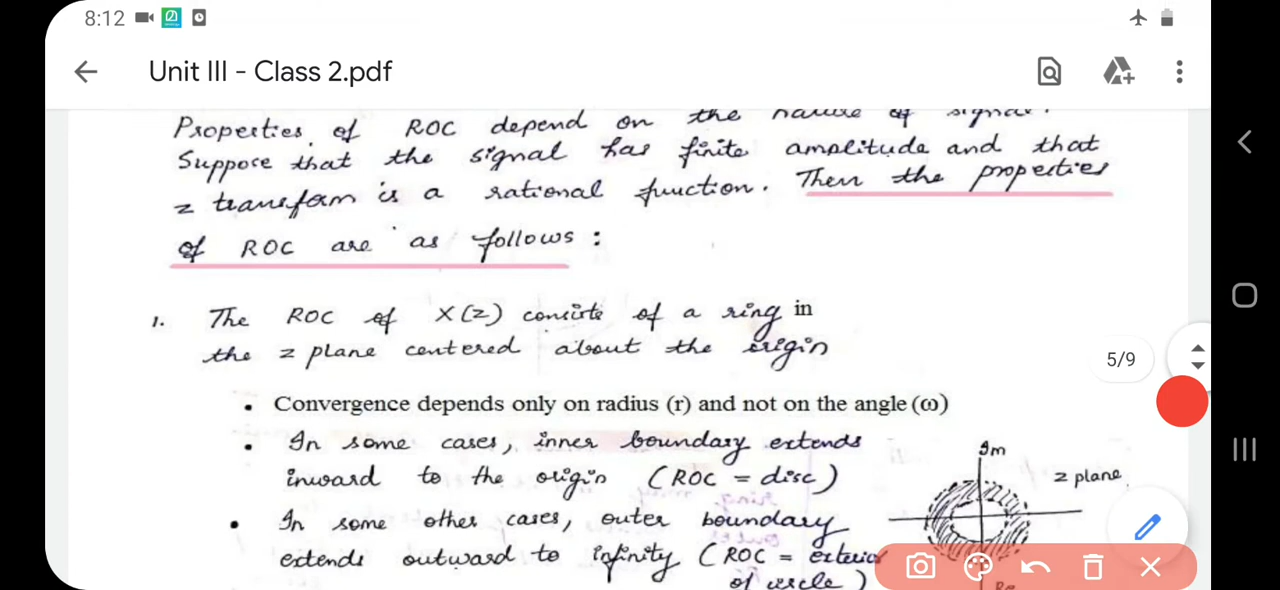 8:12
Unit III - Class 2.pdf
Properties of ROC depend on the nature of signal.
Suppose that the signal has finite amplitude and that
z transform is a rational function. Then the properties
of ROC are as follows :
1. The ROC of X(z) consists of a ring in
the z plane centered about the origin
5/9
• Convergence depends only on radius (r) and not on the angle (ω)
• In some cases, inner boundary extends
inward to the origin (ROC = disc)
• In some other cases, outer boundary
extends outward to infinity (ROC = exterior
of circle)
Im
z plane
Re